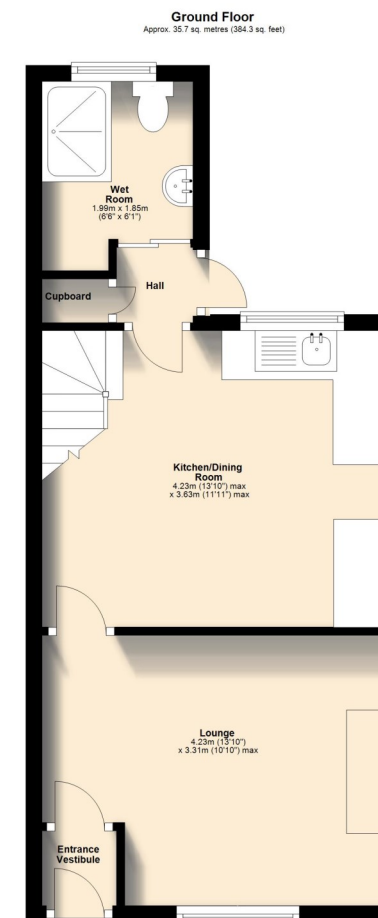 Ground Floor
Approx. 35.7 sq. metres (384.3 sq. feet)
Wet
Room
1.99m x 1.85m
(6'6" x 6'1")
Hall
Cupboard
Kitchen/Dining
Room
4.23m (13'10") max
x 3.63m (11'11") max
Lounge
4.23m (13'10")
x 3.31m (10'10") max
Entrance
Vestibule